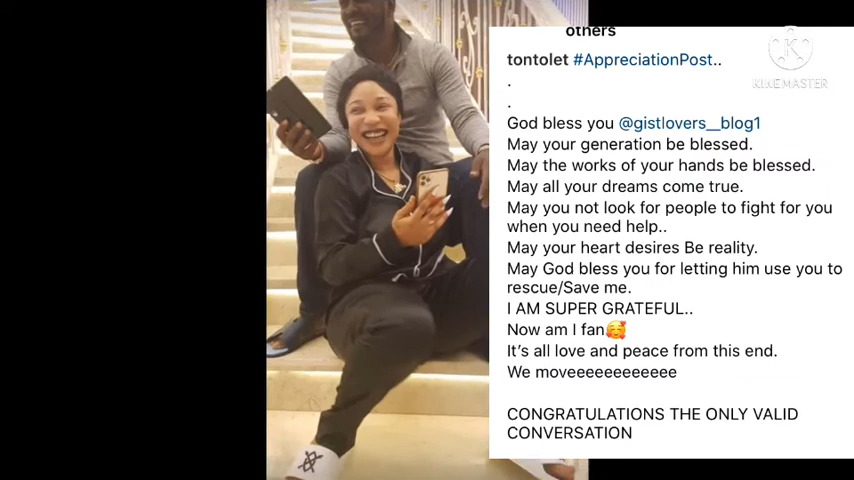 others
tontolet #AppreciationPost..
.
.
God bless you @gistlovers__blog1
May your generation be blessed.
May the works of your hands be blessed.
May all your dreams come true.
May you not look for people to fight for you
when you need help..
May your heart desires Be reality.
May God bless you for letting him use you to
rescue/Save me.
I AM SUPER GRATEFUL..
Now am I fan🥰
It's all love and peace from this end.
We moveeeeeeeeeeee
CONGRATULATIONS THE ONLY VALID
CONVERSATION
KINEMASTER